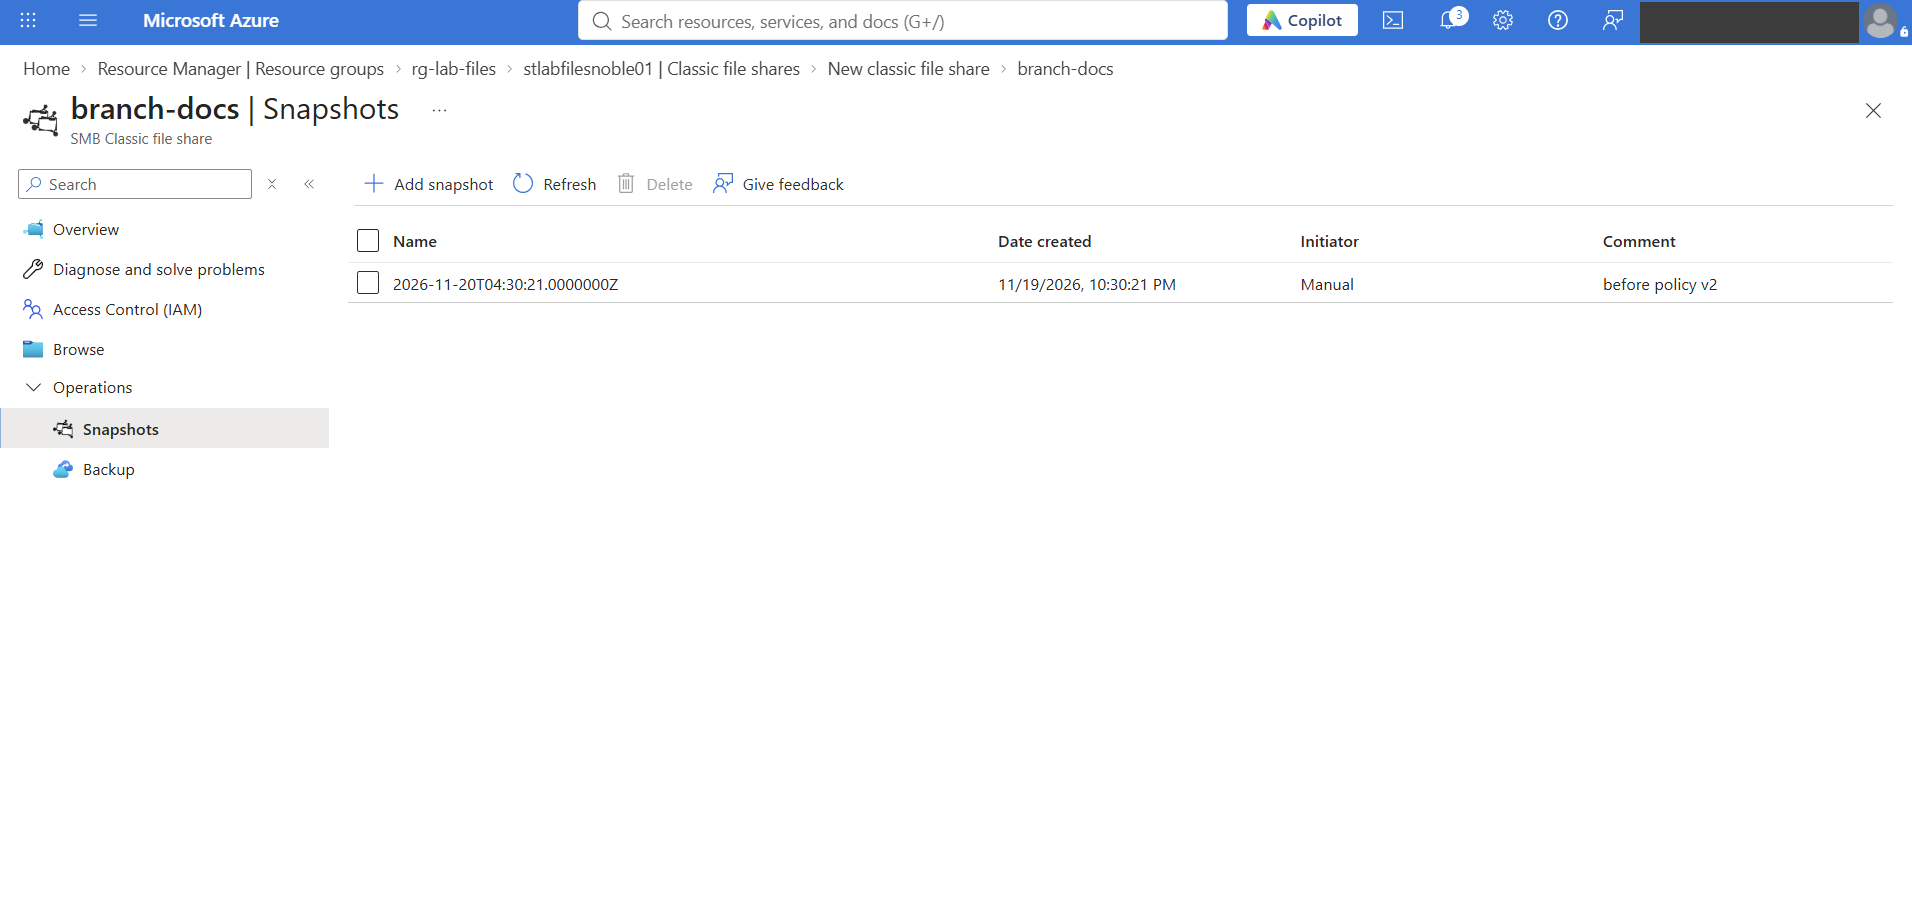 Microsoft Azure
Search resources, services, and docs (G+/)
Copilot
3
Home > Resource Manager | Resource groups > rg-lab-files > stlabfilesnoble01 | Classic file shares > New classic file share > branch-docs
branch-docs | Snapshots ...
SMB Classic file share
Search
Overview
Diagnose and solve problems
Access Control (IAM)
Browse
Operations
Snapshots
Backup
Add snapshot Refresh Delete Give feedback
Name Date created Initiator Comment
2026-11-20T04:30:21.0000000Z 11/19/2026, 10:30:21 PM Manual before policy v2